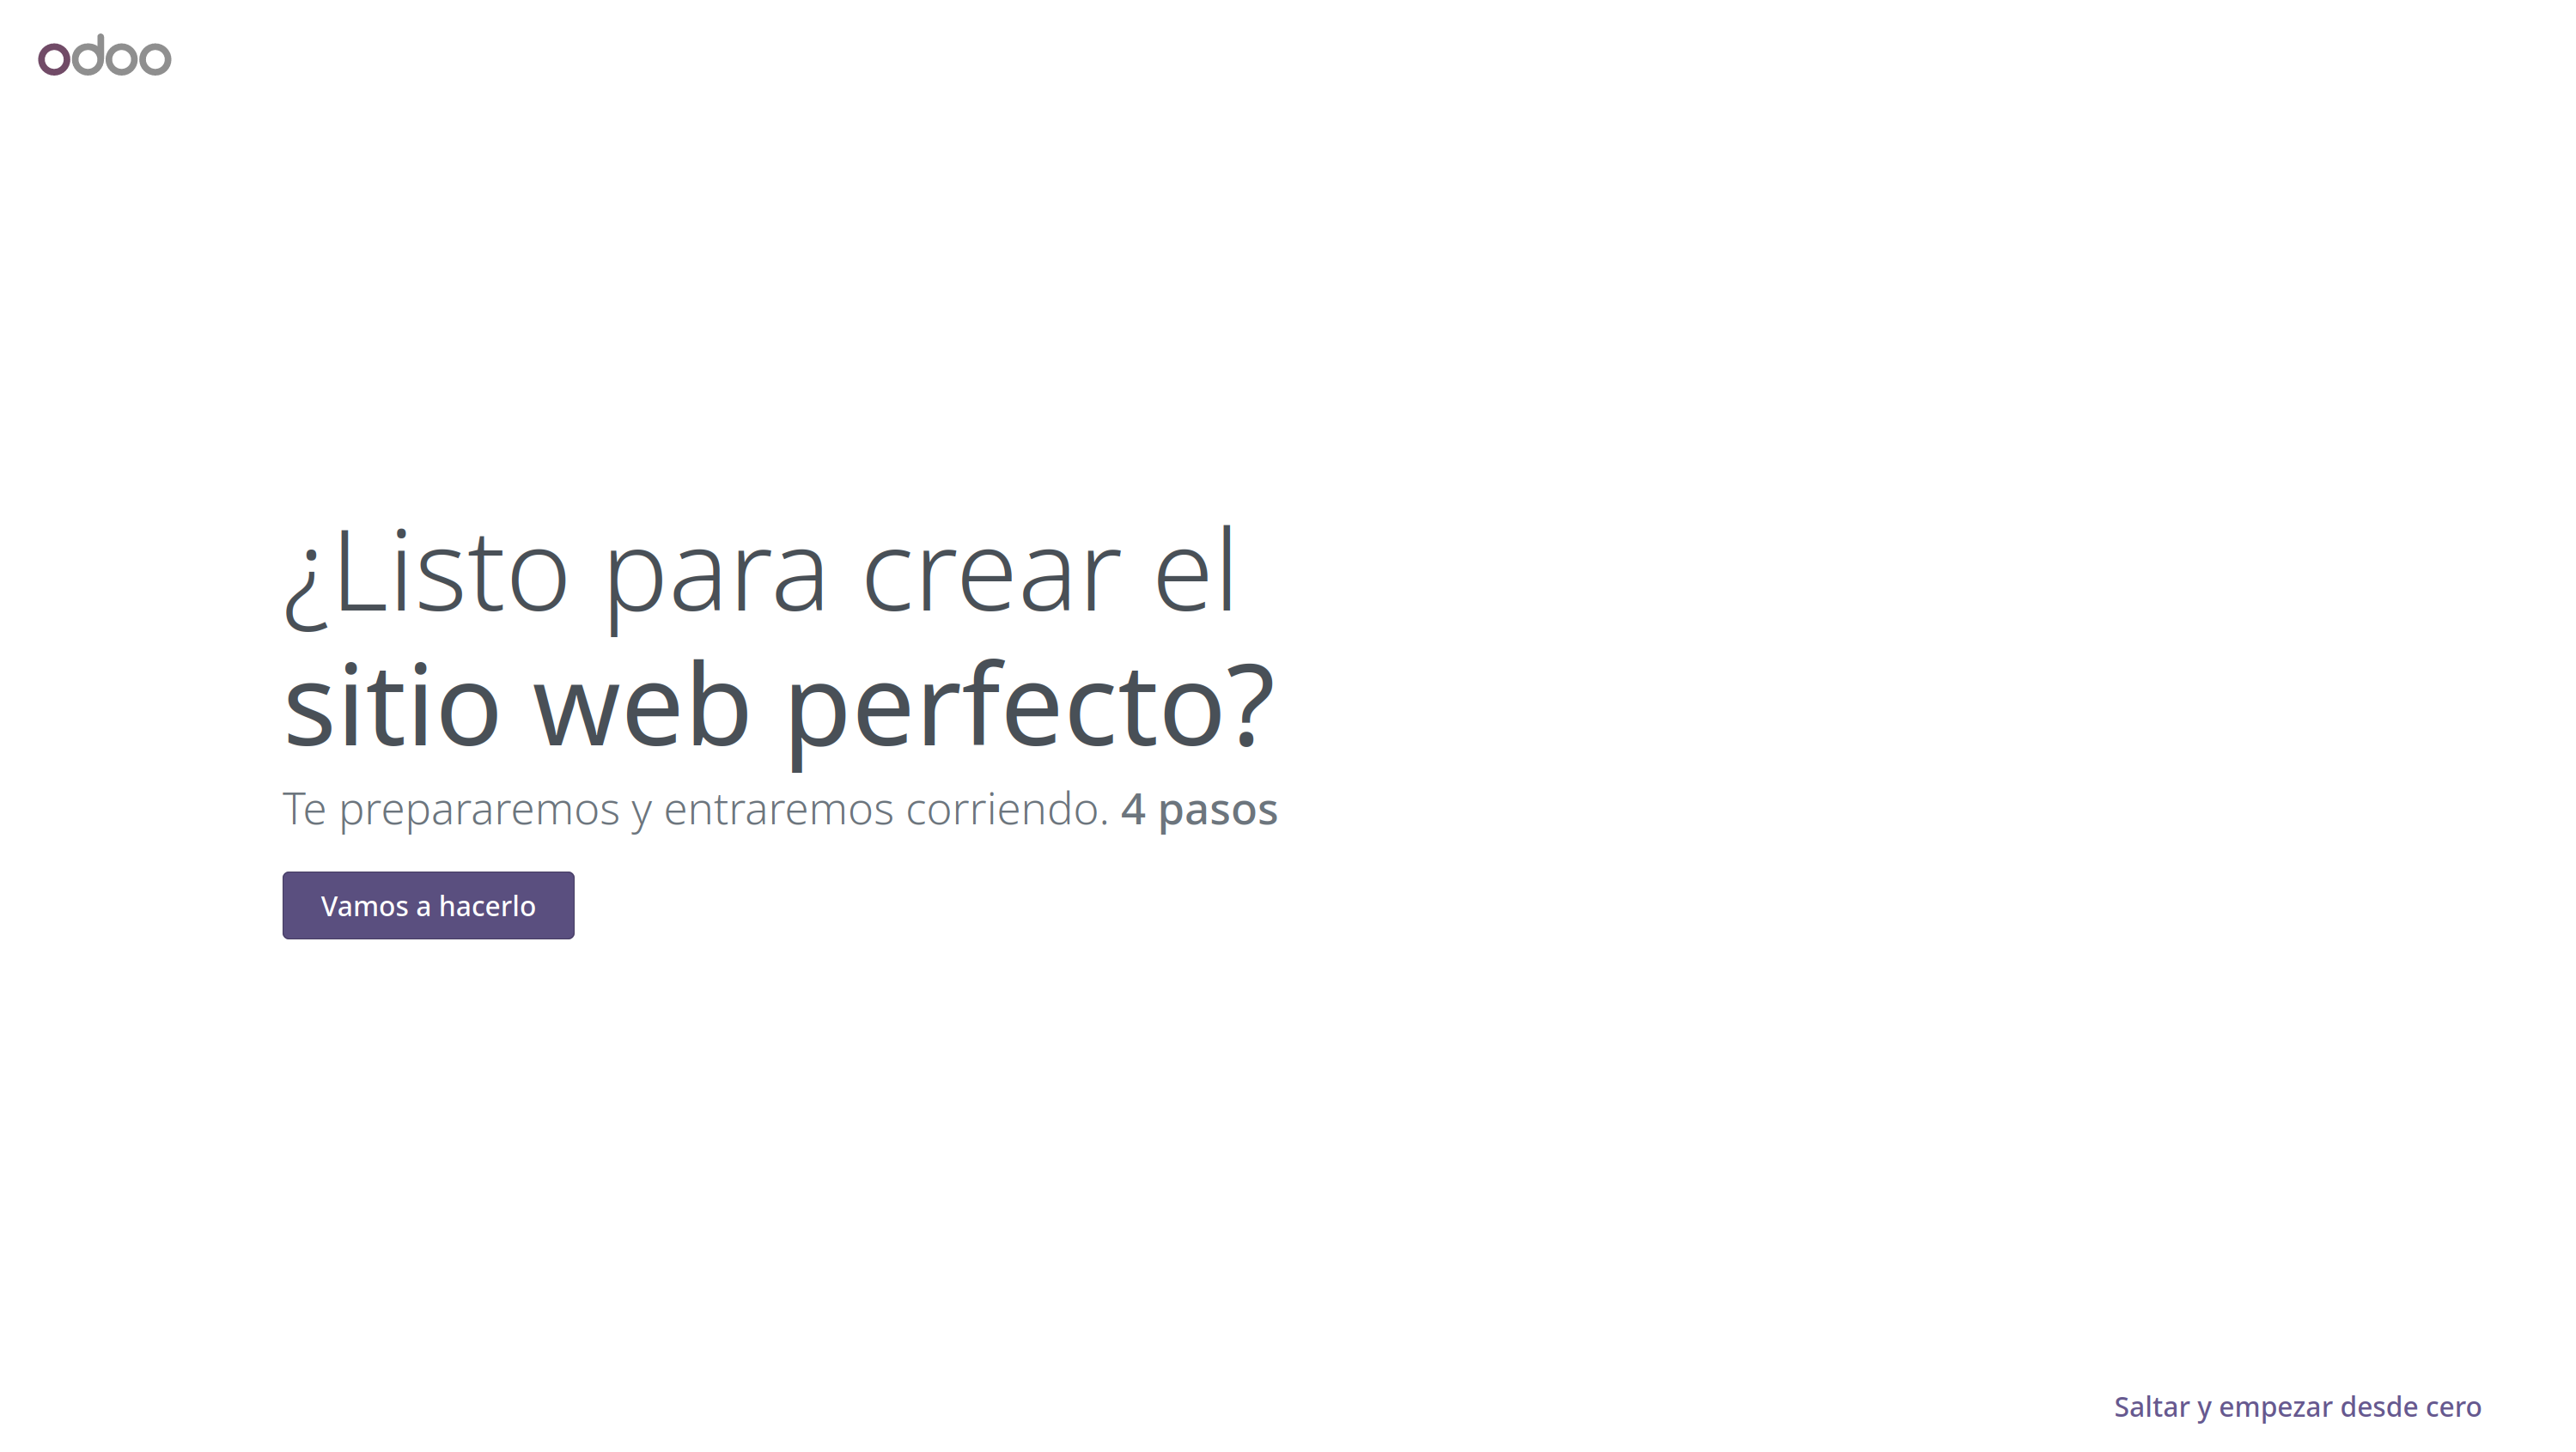 odoo
¿Listo para crear el
sitio web perfecto?
Te prepararemos y entraremos corriendo. 4 pasos
Vamos a hacerlo
Saltar y empezar desde cero